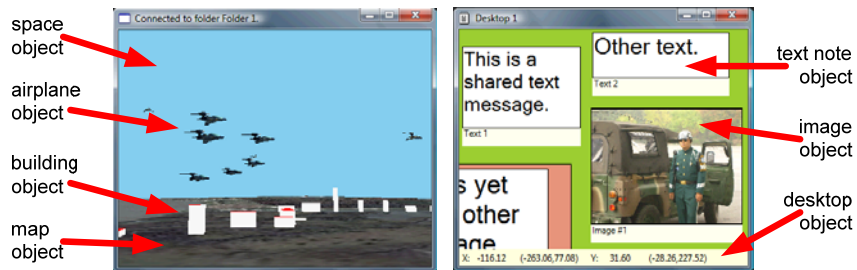 space
object
airplane
object
building
object
map
object
Connected to folder Folder 1.
Desktop 1
This is a
shared text
message.
Text 1
Other text.
Text 2
s yet
other
age
Image #1
X: -116.12 (-263.06,77.08) Y: 31.60 (-28.26,227.52)
text note
object
image
object
desktop
object